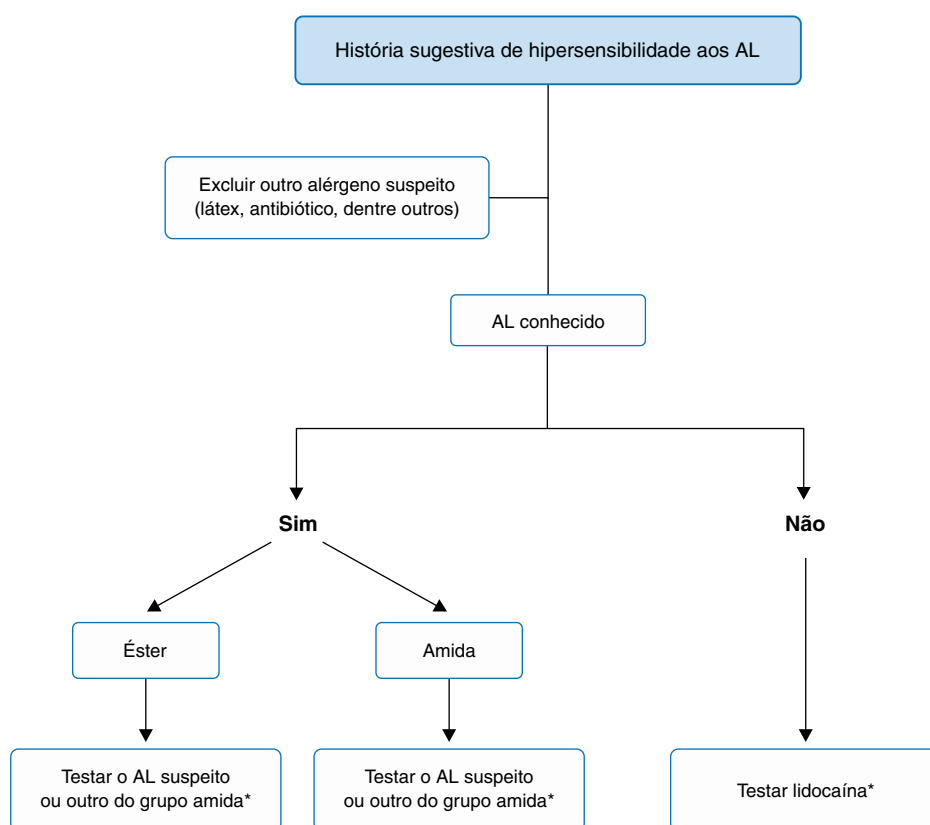 História sugestiva de hipersensibilidade aos AL
Excluir outro alérgeno suspeito
(látex, antibiótico, dentre outros)
AL conhecido
Sim
Não
Éster
Amida
Testar o AL suspeito
ou outro do grupo amida*
Testar o AL suspeito
ou outro do grupo amida*
Testar lidocaína*